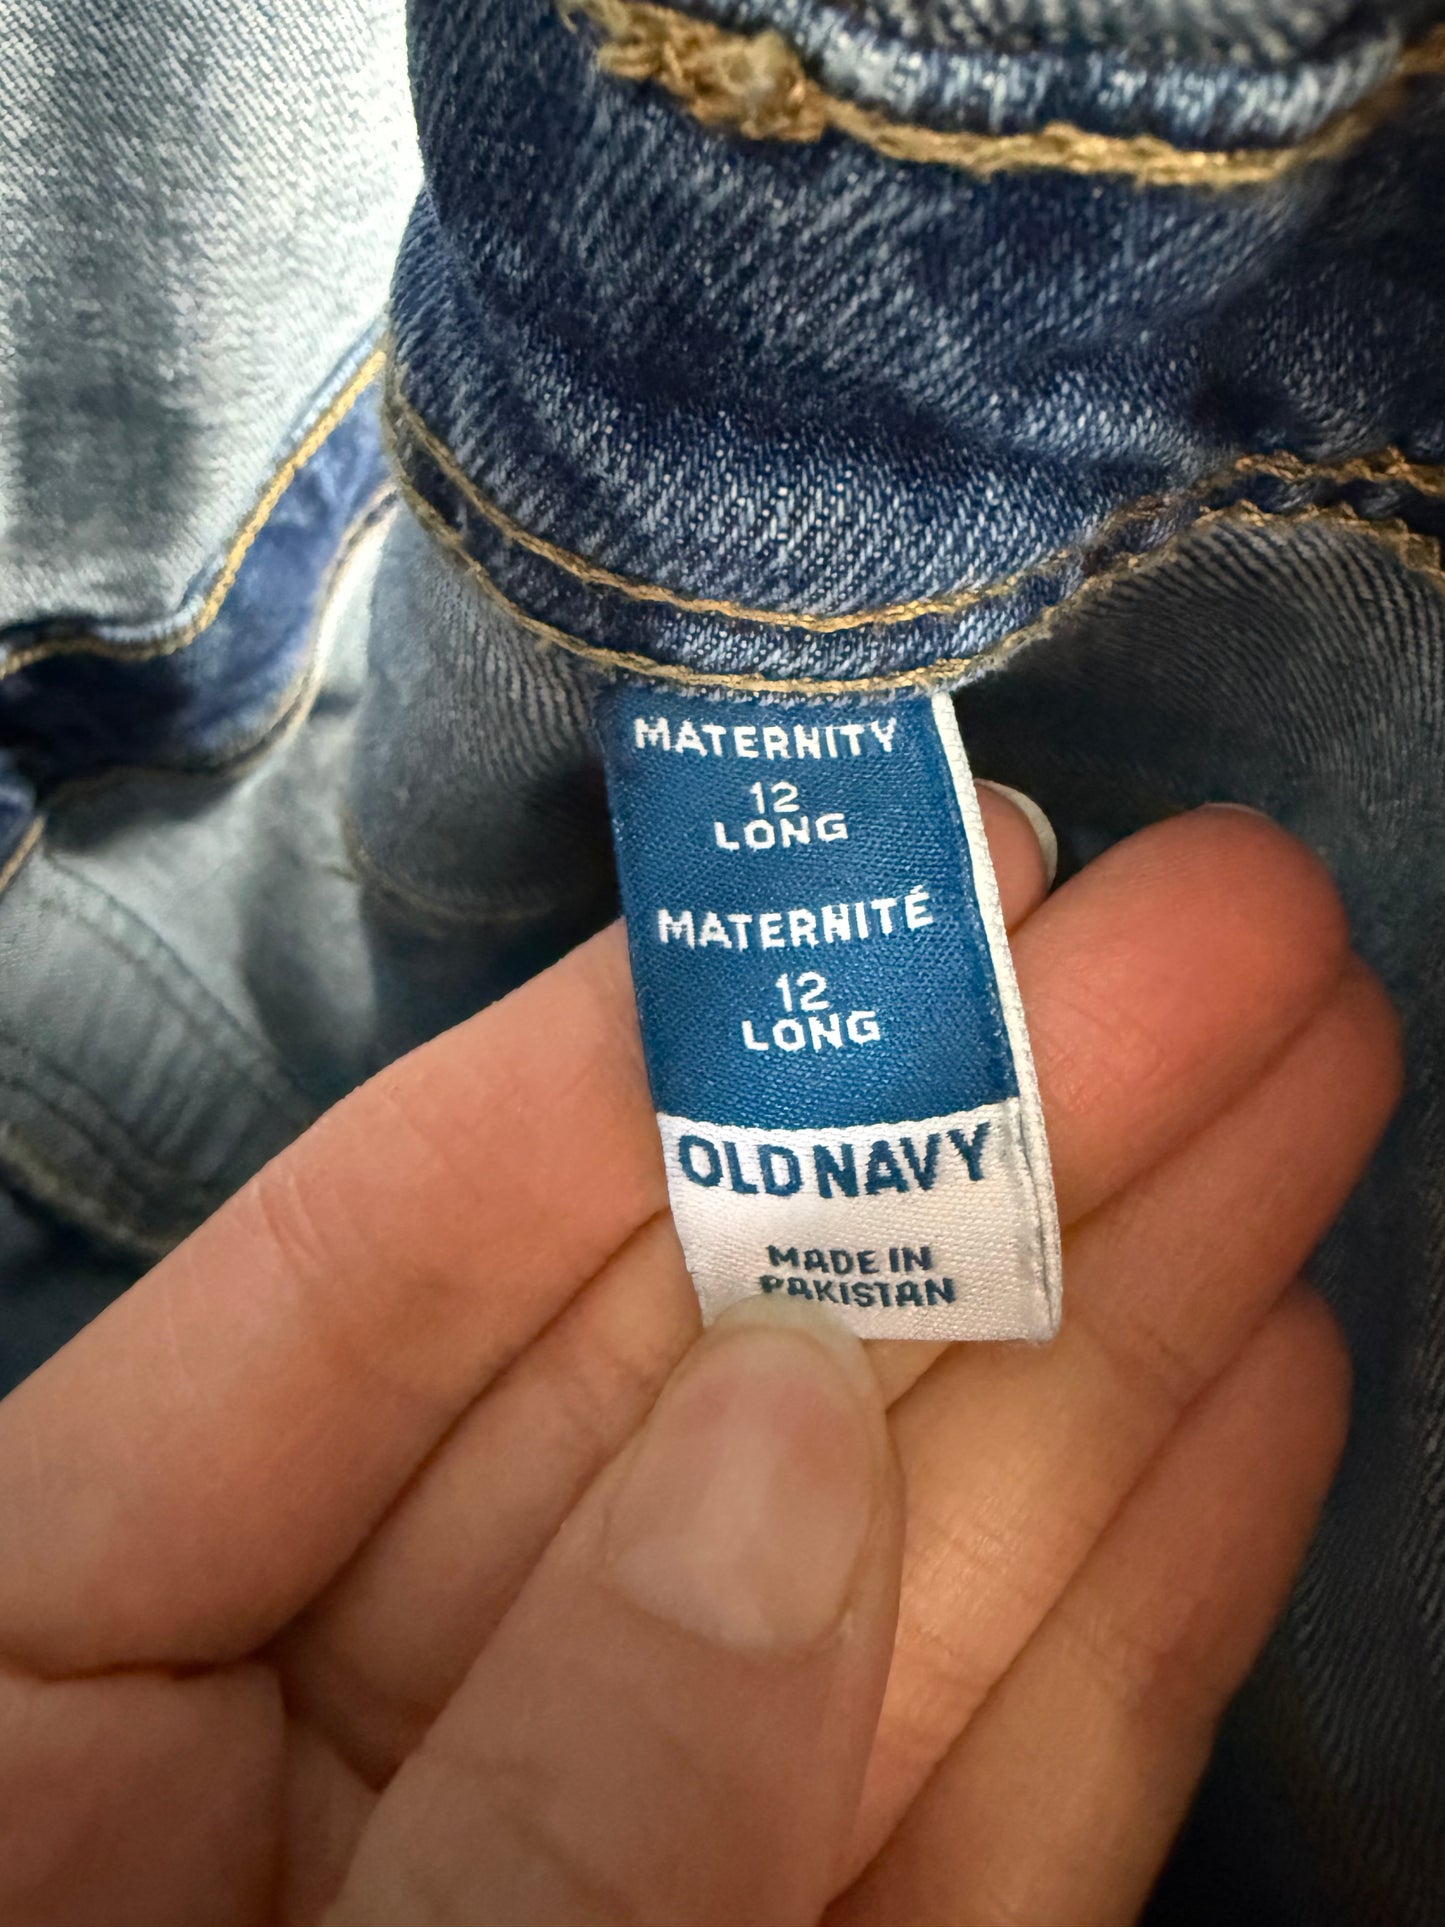 MATERNITY
12
LONG
MATERNITÉ
12
LONG
OLD NAVY
MADE IN
PAKISTAN